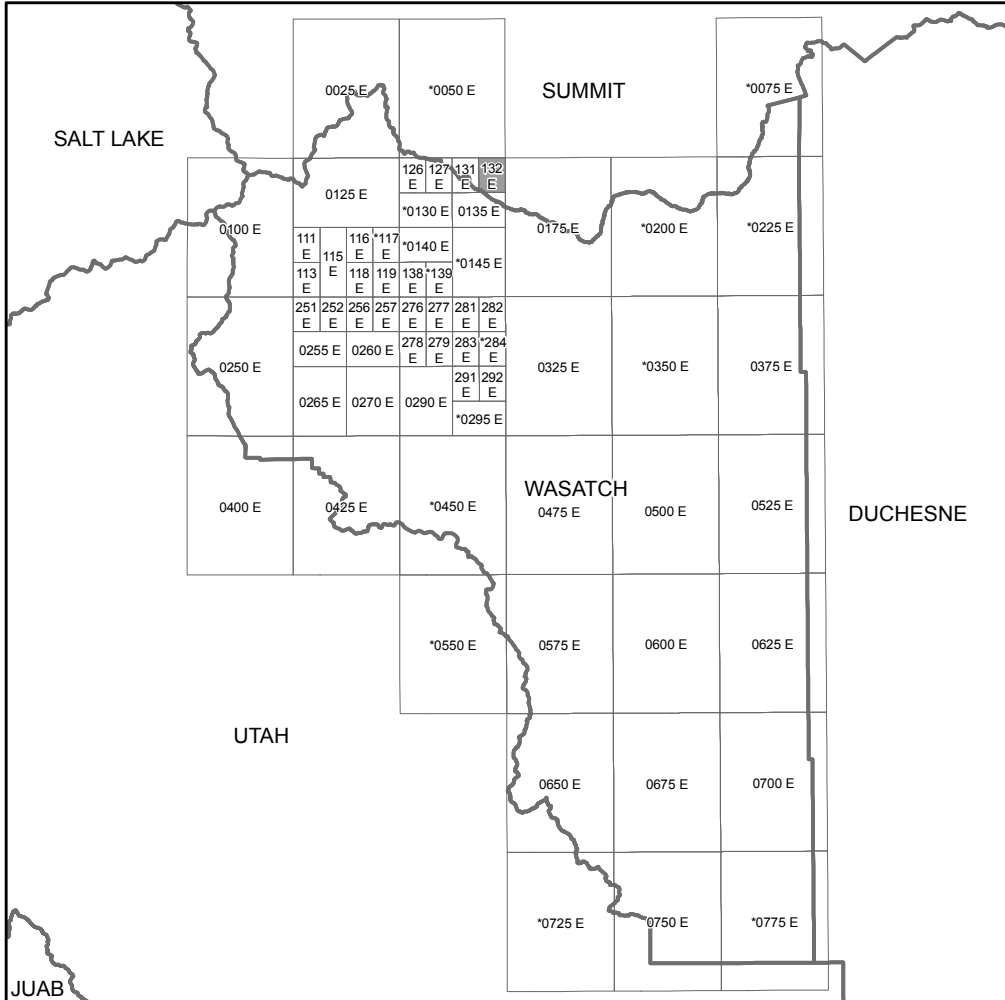 0025 E
*0050 E
SUMMIT
*0075 E
SALT LAKE
126
E
127
E
131
E
132
E
0125 E
*0130 E
0135 E
0100 E
0175 E
*0200 E
*0225 E
111
E
115
E
116
E
*117
E
*0140 E
*0145 E
113
E
118
E
119
E
138
E
*139
E
251
E
252
E
256
E
257
E
276
E
277
E
281
E
282
E
0255 E
0260 E
278
E
279
E
283
E
*284
E
0250 E
0325 E
*0350 E
0375 E
0265 E
0270 E
0290 E
291
E
292
E
*0295 E
WASATCH
0400 E
0425 E
*0450 E
0475 E
0500 E
0525 E
DUCHESNE
*0550 E
0575 E
0600 E
0625 E
UTAH
0650 E
0675 E
0700 E
*0725 E
0750 E
*0775 E
JUAB